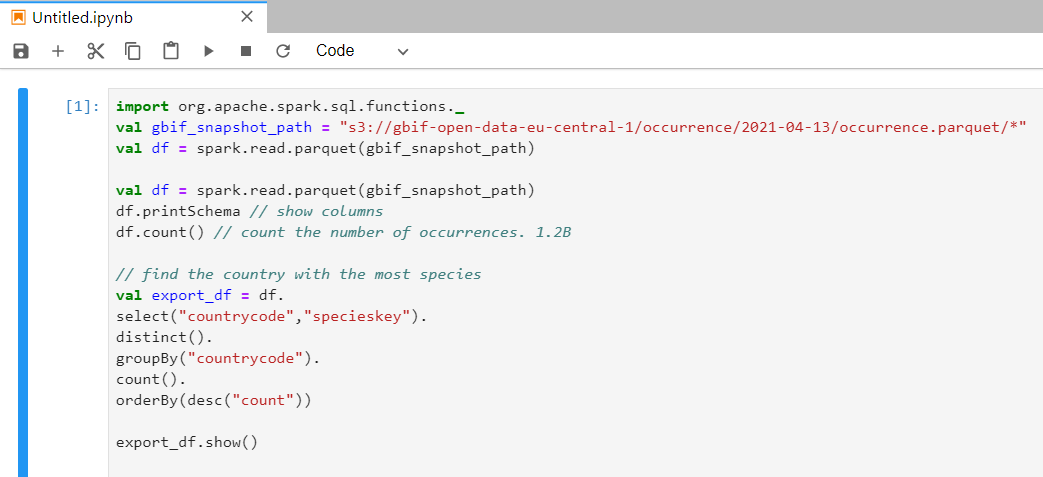 Untitled.ipynb
Code
[1]:
import org.apache.spark.sql.functions._
val gbif_snapshot_path = "s3://gbif-open-data-eu-central-1/occurrence/2021-04-13/occurrence.parquet/*"
val df = spark.read.parquet(gbif_snapshot_path)
val df = spark.read.parquet(gbif_snapshot_path)
df.printSchema // show columns
df.count() // count the number of occurrences. 1.2B
// find the country with the most species
val export_df = df.
select("countrycode","specieskey").
distinct().
groupBy("countrycode").
count().
orderBy(desc("count"))
export_df.show()